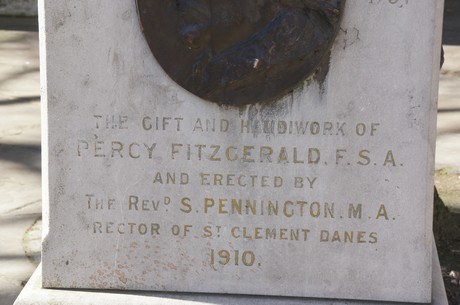 THE GIFT AND HANDIWORK OF
PERCY FITZGERALD, F.S.A.
AND ERECTED BY
THE REVD S. PENNINGTON, M.A.
RECTOR OF ST CLEMENT DANES
1910.